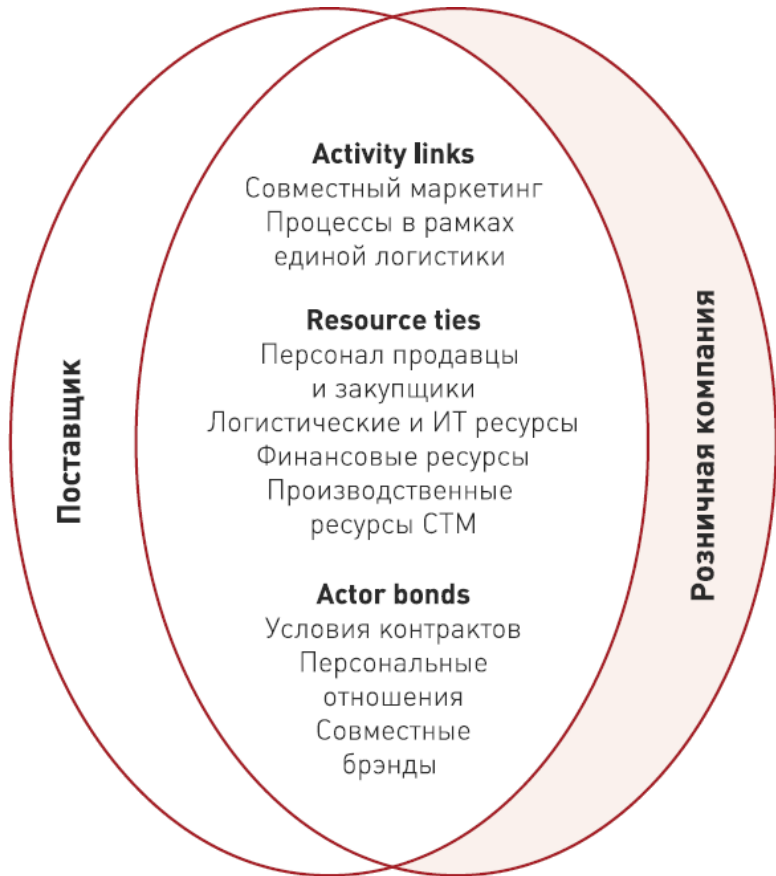 Activity links
Совместный маркетинг
Процессы в рамках
единой логистики
Resource ties
Персонал продавцы
и закупщики
Логистические и ИТ ресурсы
Финансовые ресурсы
Производственные
ресурсы СТМ
Actor bonds
Условия контрактов
Персональные
отношения
Совместные
брэнды
Поставщик
Розничная компания